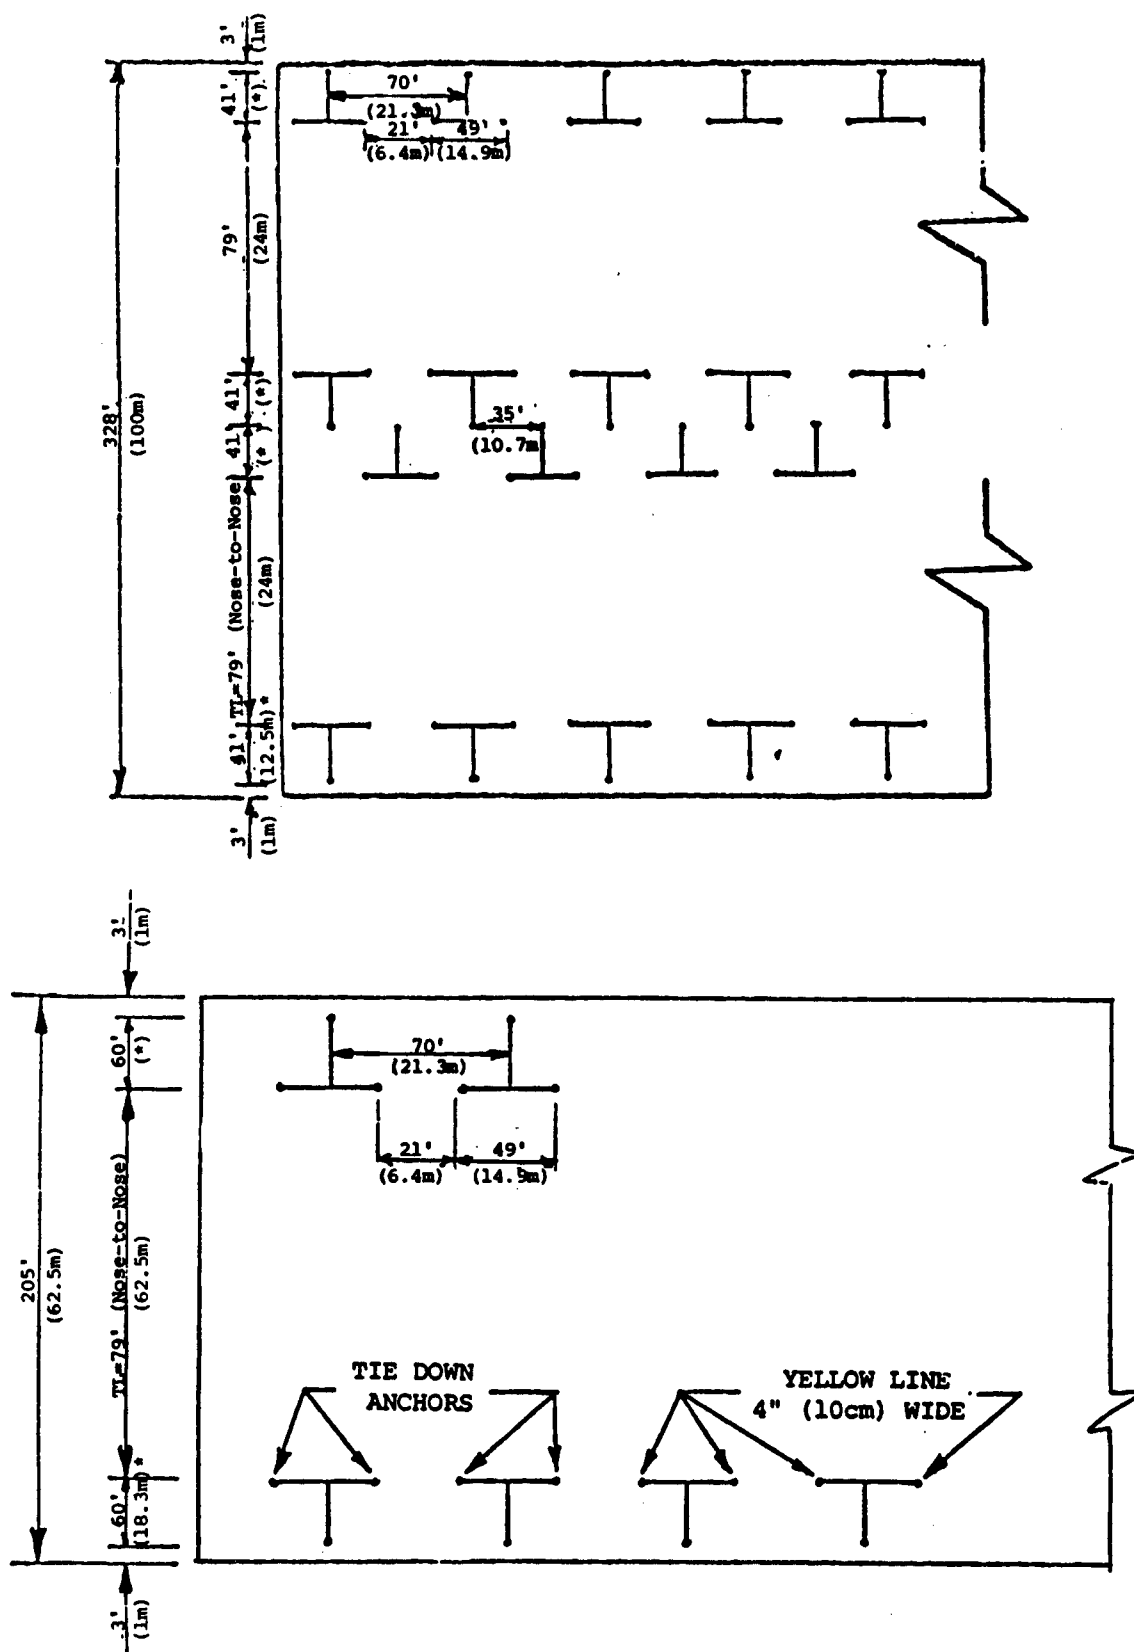 3'
(1m)
41'
(*)
70'
(21.3m)
21'
(6.4m)
49'
(14.9m)
79'
(24m)
328'
(100m)
41'
(*)
41'
(*)
35'
(10.7m
TL=79' (Nose-to-Nose)
(24m)
41'
(12.5m)*
3'
(1m)
3'
(1m)
60'
(*)
70'
(21.3m)
21'
(6.4m)
49'
(14.9m)
205'
(62.5m)
TL=79' (Nose-to-Nose)
(62.5m)
TIE DOWN
ANCHORS
YELLOW LINE
4" (10cm) WIDE
60'
(18.3m)*
3'
(1m)